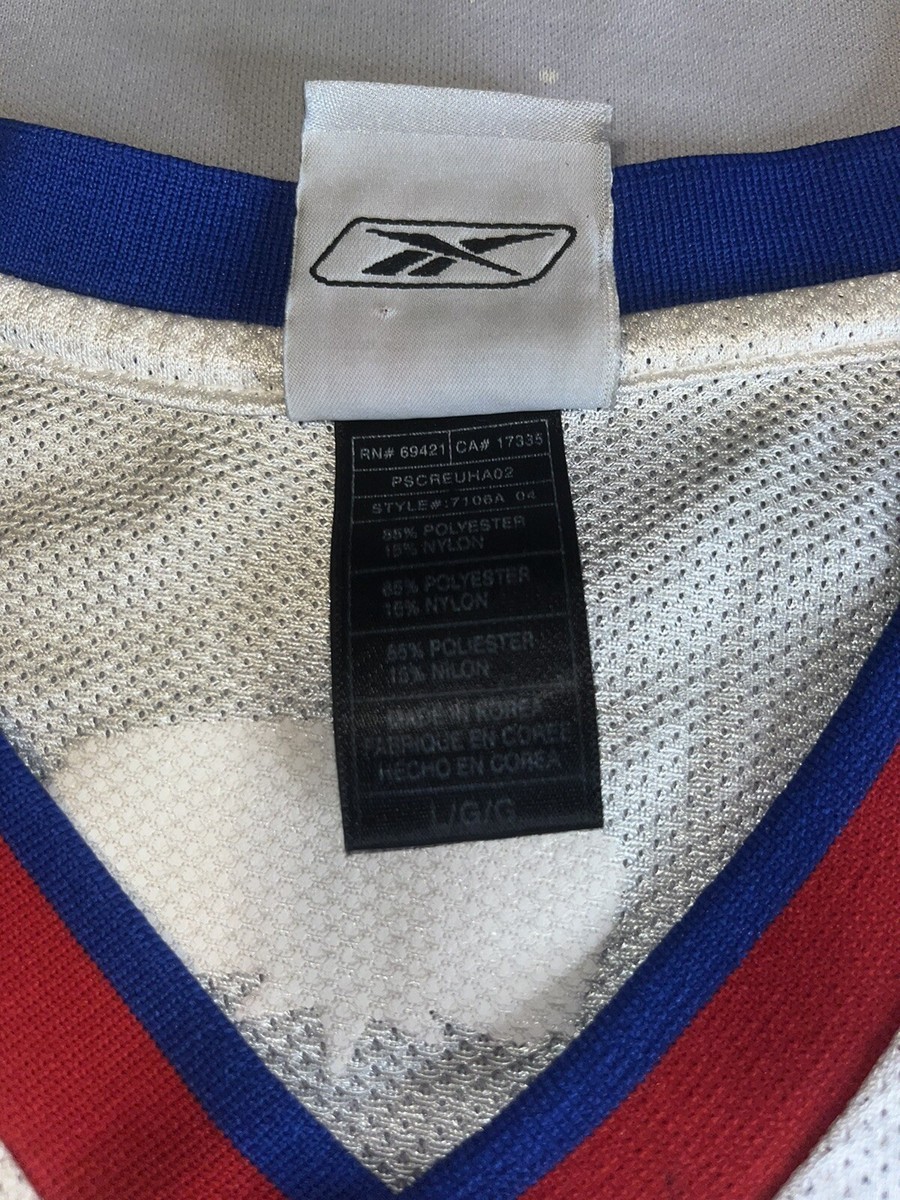 RN# 69421 CA# 17335
PSCREUHA02
STYLE#:7106A 04
85% POLYESTER
15% NYLON
85% POLYESTER
15% NYLON
85% POLIESTER
15% NILON
MADE IN KOREA
FABRIQUE EN COREE
HECHO EN COREA
L/G/G